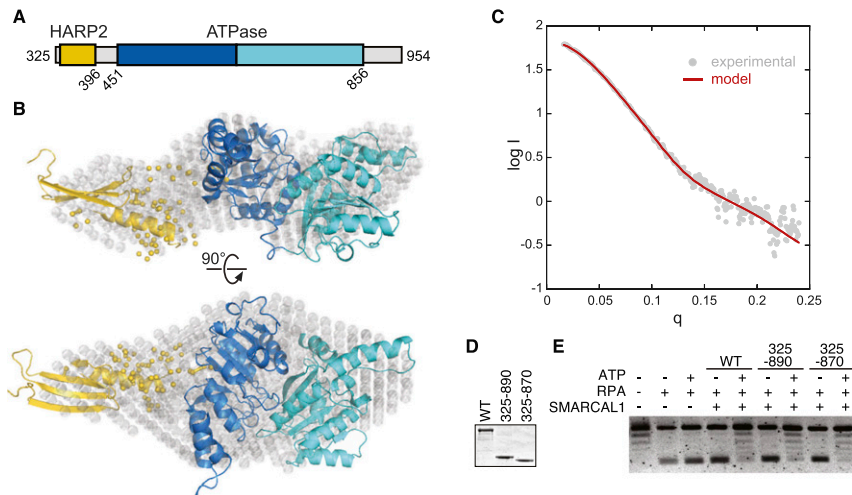 A
HARP2 ATPase
325 954
396 451 856
B
90°
C
log I
2
1.5
1
0.5
0
-0.5
-1
0 0.05 0.1 0.15 0.2 0.25
q
experimental
model
D
WT 325-890 325-870
E
WT 325-890 325-870
ATP - - + - + - + - +
RPA - + + + + + + + +
SMARCAL1 - - - + + + + + +